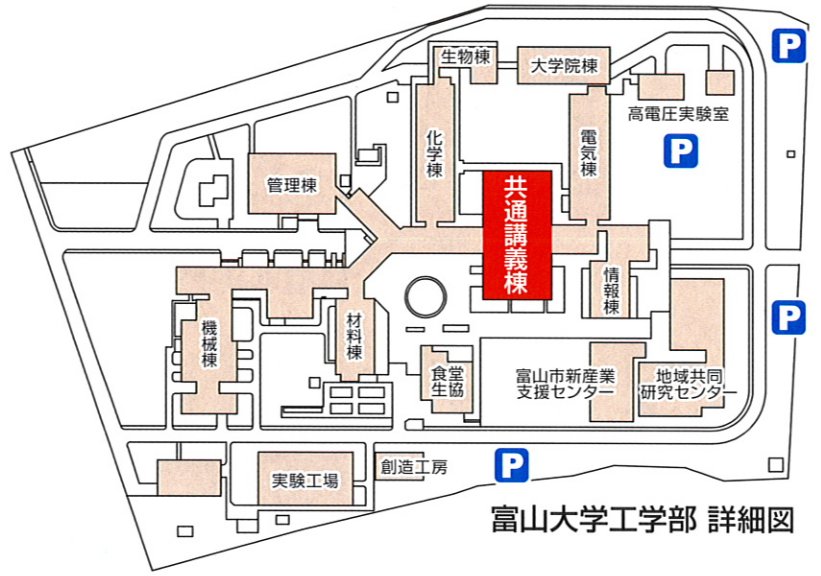 P
生物棟
大学院棟
高電圧実験室
P
化学棟
電気棟
管理棟
共通講義棟
情報棟
P
機械棟
材料棟
食堂
生協
富山市新産業
支援センター
地域共同
研究センター
実験工場
創造工房
P
富山大学工学部 詳細図